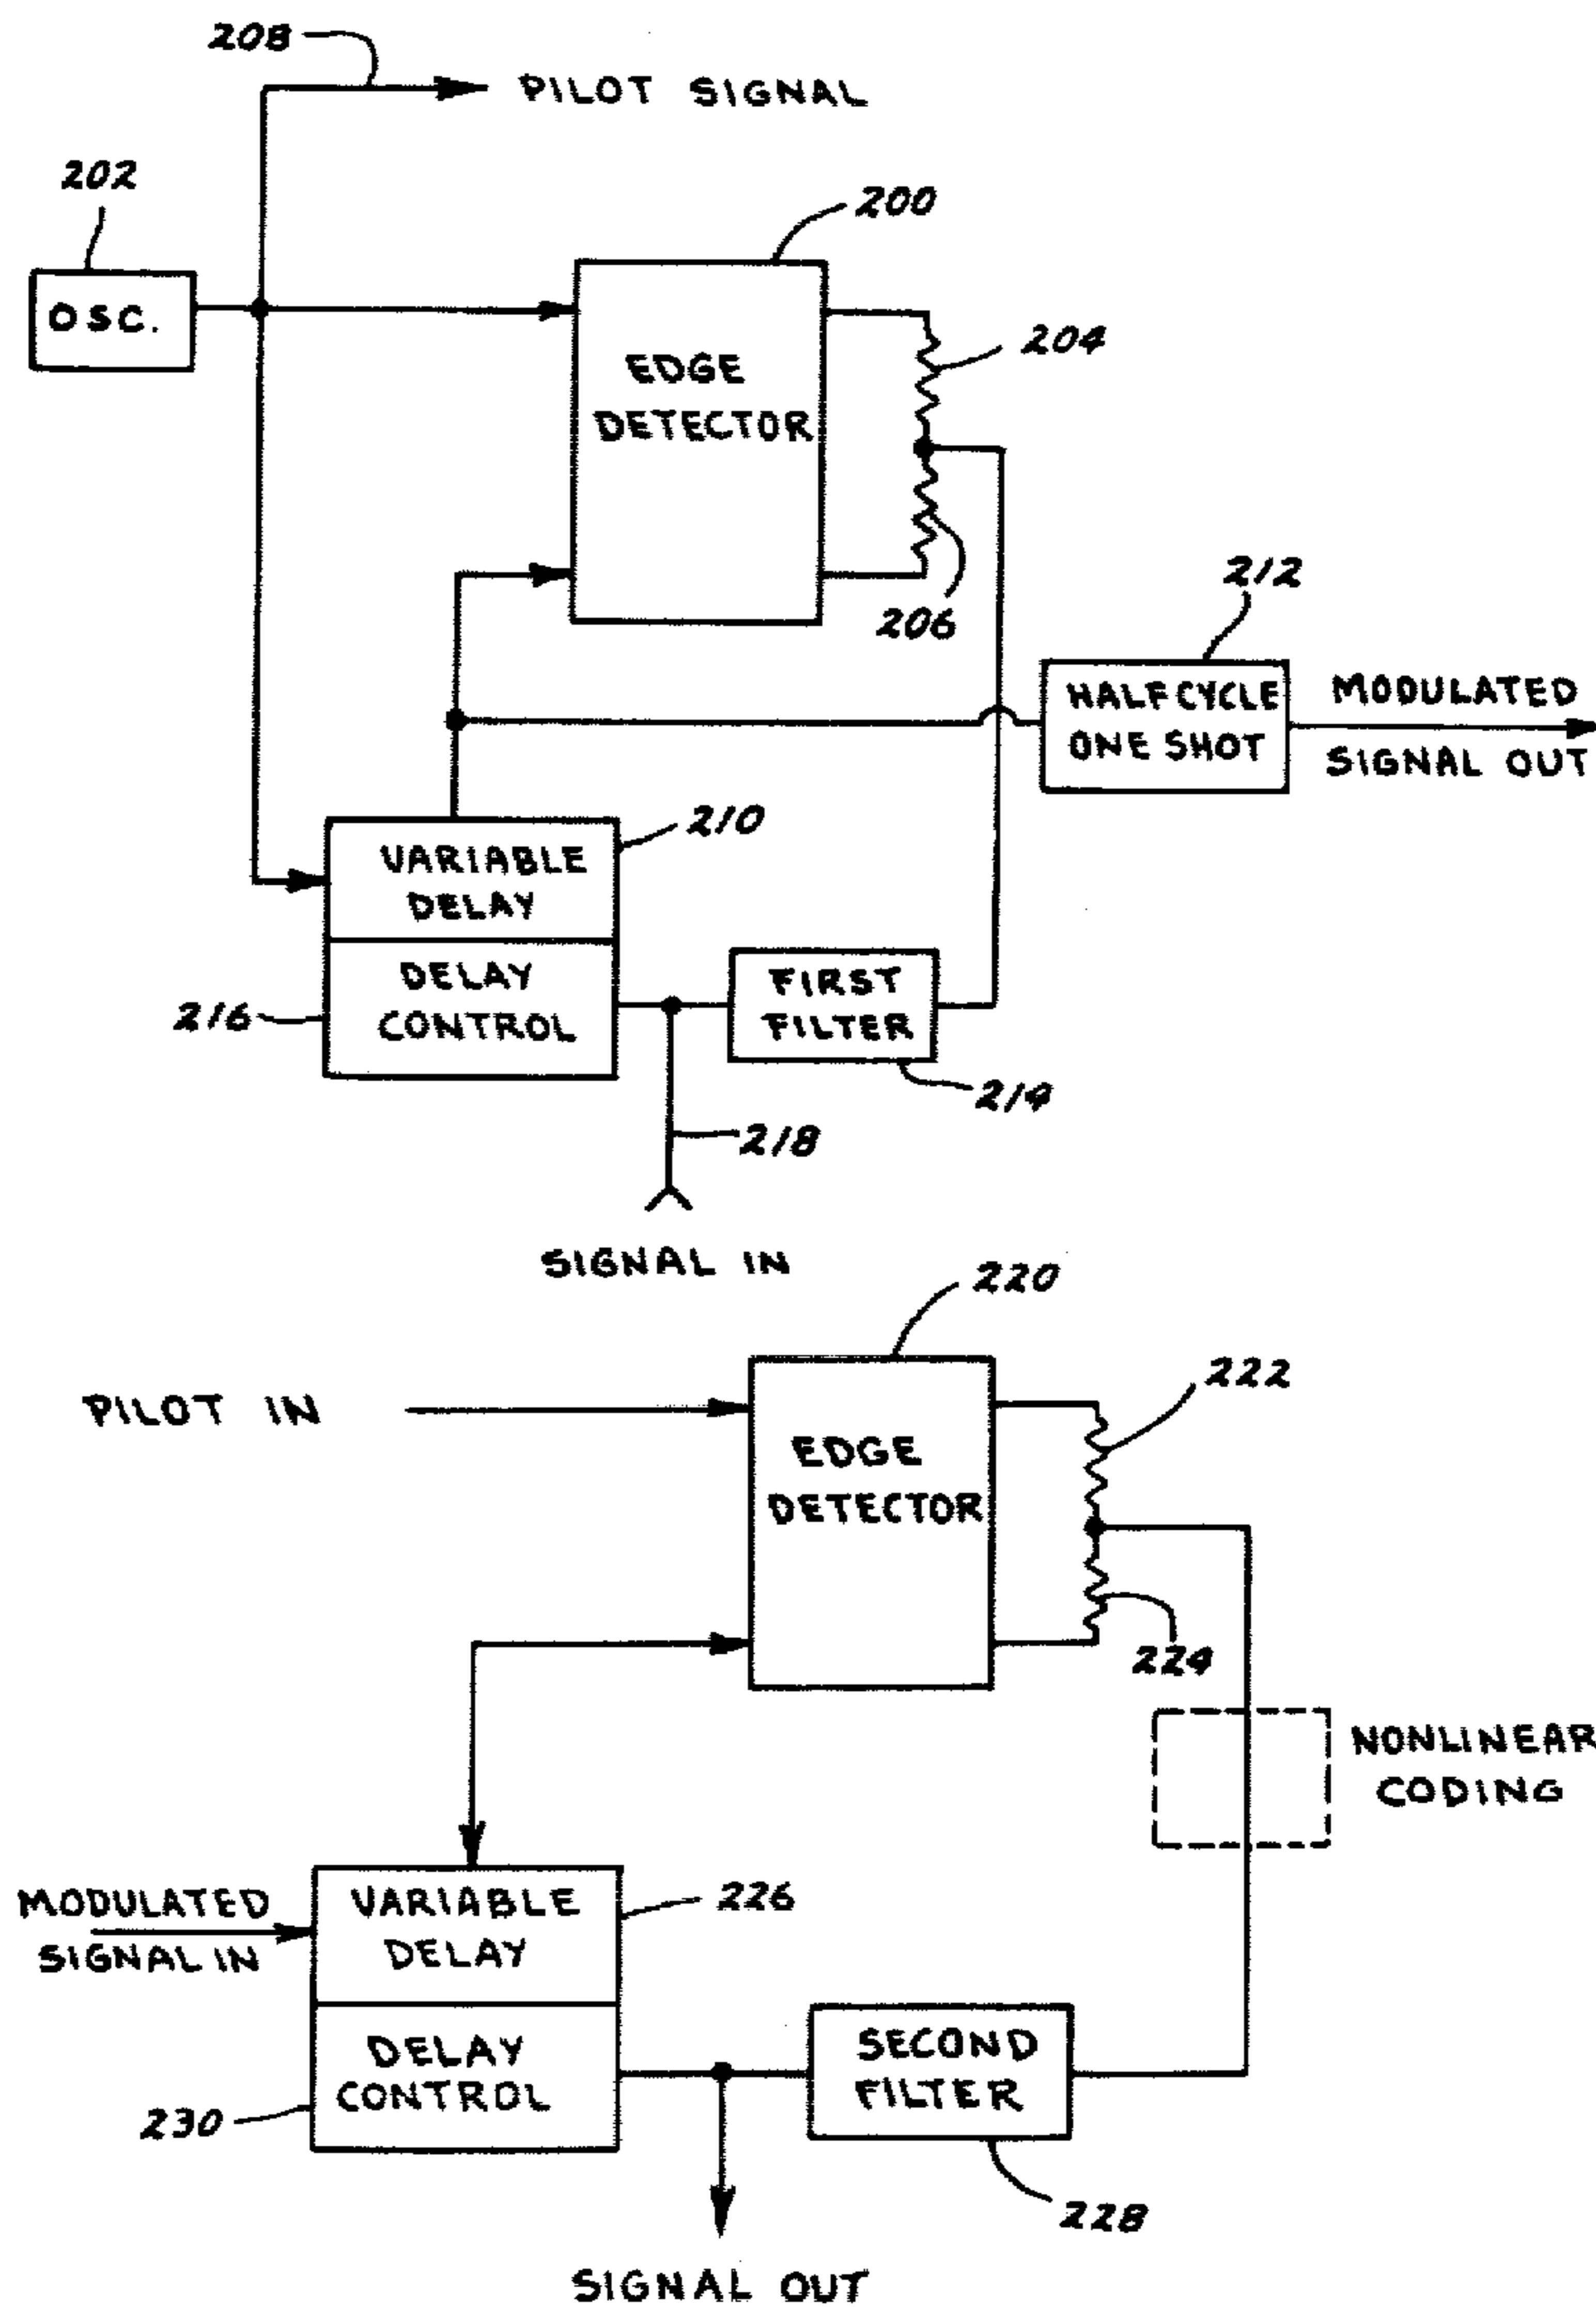 208
PILOT SIGNAL
202
200
OSC.
204
EDGE
DETECTOR
206
212
HALF CYCLE
ONE SHOT
MODULATED
SIGNAL OUT
210
VARIABLE
DELAY
DELAY
CONTROL
216
FIRST
FILTER
214
218
SIGNAL IN
220
222
PILOT IN
EDGE
DETECTOR
224
NONLINEAR
CODING
MODULATED
SIGNAL IN
VARIABLE
DELAY
226
DELAY
CONTROL
230
SECOND
FILTER
228
SIGNAL OUT